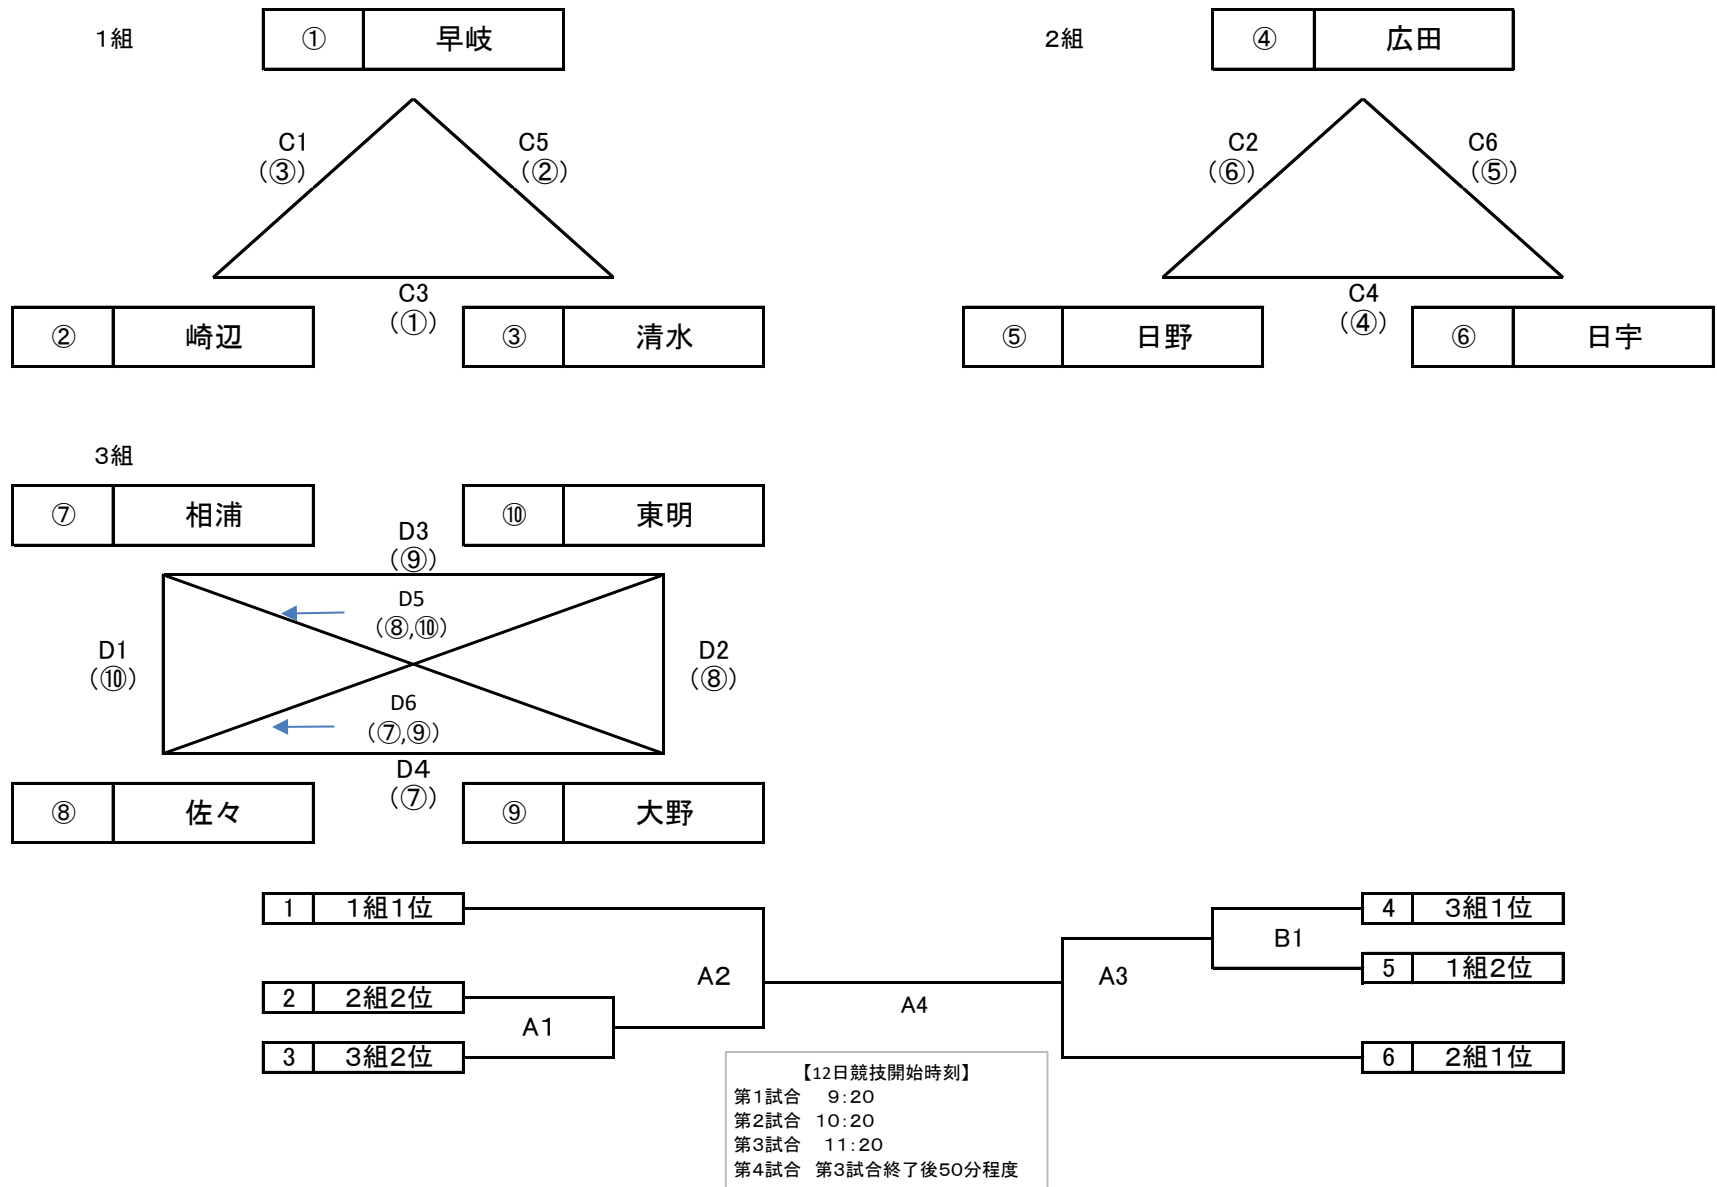 1組
① 早岐
C1
(③)
C5
(②)
C3
(①)
② 崎辺
③ 清水
2組
④ 広田
C2
(⑥)
C6
(⑤)
C4
(④)
⑤ 日野
⑥ 日宇
3組
⑦ 相浦
⑩ 東明
D3
(⑨)
D5
(⑧,⑩)
D1
(⑩)
D2
(⑧)
D6
(⑦,⑨)
D4
(⑦)
⑧ 佐々
⑨ 大野
1 1組1位
2 2組2位
3 3組2位
A1
A2
A4
A3
B1
4 3組1位
5 1組2位
6 2組1位
【12日競技開始時刻】
第1試合 9:20
第2試合 10:20
第3試合 11:20
第4試合 第3試合終了後50分程度